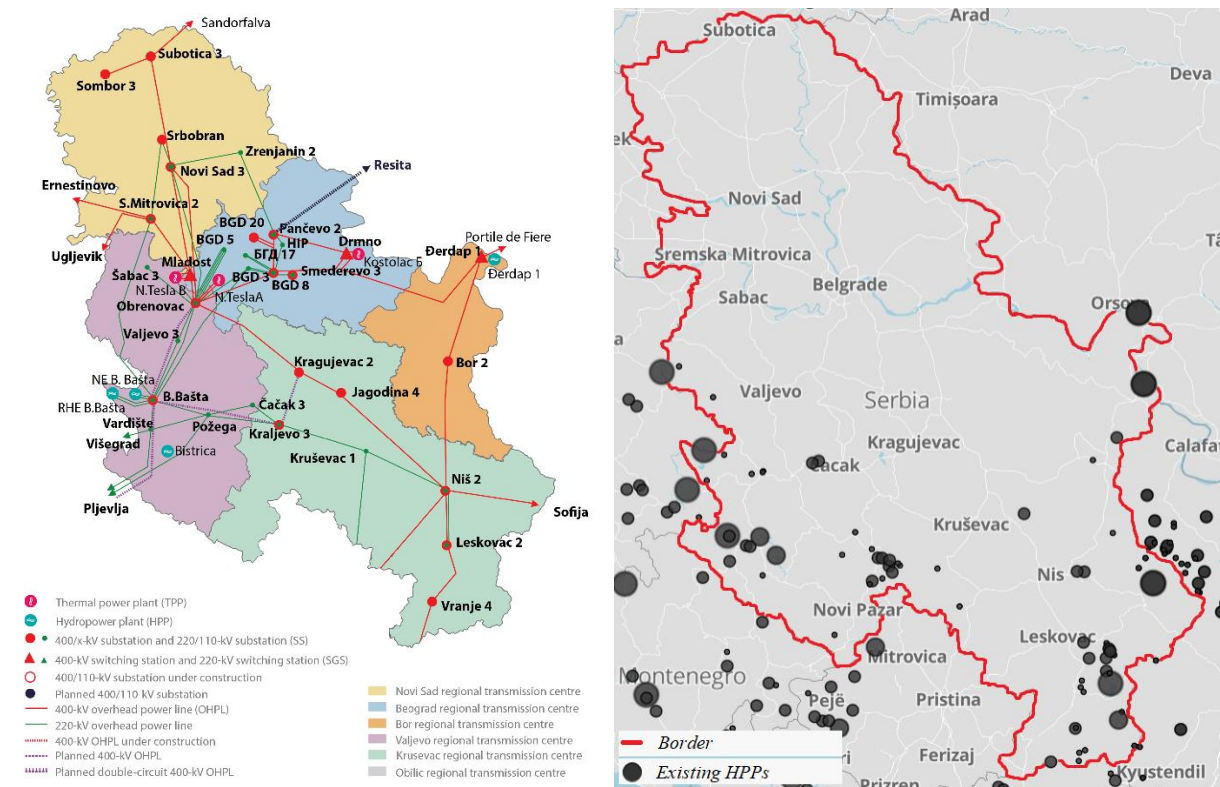 Sandorfalva
Subotica 3
Sombor 3
Srbobran
Zrenjanin 2
Novi Sad 3
Resita
Ernestinovo
S.Mitrovica 2
BGD 20
Pančevo 2
BGD 5
HIP
Drmno
Portile de Fiere
Đerdap 1
Ugljevik
Mladost
БГД 17
Kostolac Б
Šabac 3
BGD 3
Smederevo 3
Đerdap 1
N.Tesla B
N.TeslaA
BGD 8
Obrenovac
Valjevo 3
Kragujevac 2
Bor 2
NE B. Bašta
B.Bašta
Jagodina 4
RHE B.Bašta
Čačak 3
Vardište
Požega
Kraljevo 3
Višegrad
Bistrica
Kruševac 1
Niš 2
Pljevlja
Sofija
Leskovac 2
Vranje 4
Thermal power plant (TPP)
Hydropower plant (HPP)
400/x-kV substation and 220/110-kV substation (SS)
400-kV switching station and 220-kV switching station (SGS)
400/110-kV substation under construction
Planned 400/110 kV substation
400-kV overhead power line (OHPL)
220-kV overhead power line
400-kV OHPL under construction
Planned 400-kV OHPL
Planned double-circuit 400-kV OHPL
Novi Sad regional transmission centre
Beograd regional transmission centre
Bor regional transmission centre
Valjevo regional transmission centre
Krusevac regional transmission centre
Obilic regional transmission centre
Arad
Subotica
Deva
Timișoara
ek
Novi Sad
Sremska Mitrovica
Belgrade
Sabac
Orsova
a
Valjevo
Serbia
Kragujevac
Calafa
Cacak
Kruševac
Nis
Novi Pazar
Leskovac
Mitrovica
Montenegro
Pejë
Pristina
Border
ri
Ferizaj
Existing HPPs
Kyustendil
Prizren